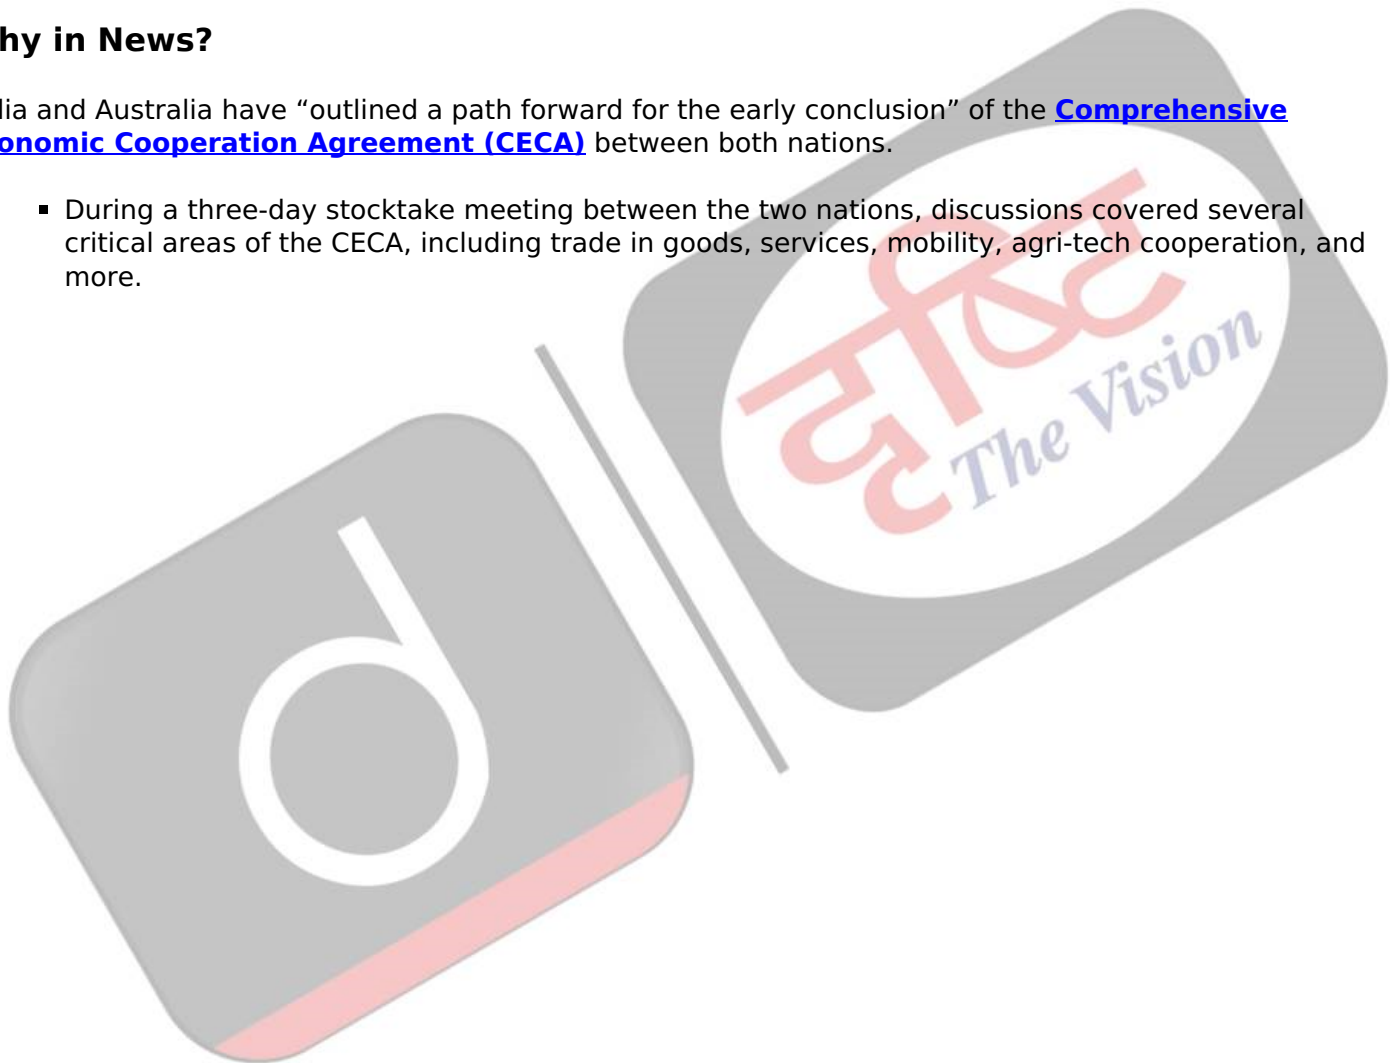 hy in News?
dia and Australia have “outlined a path forward for the early conclusion” of the Comprehensive
onomic Cooperation Agreement (CECA) between both nations.
▪ During a three-day stocktake meeting between the two nations, discussions covered several
critical areas of the CECA, including trade in goods, services, mobility, agri-tech cooperation, and
more.
दृष्टि
The Vision
d